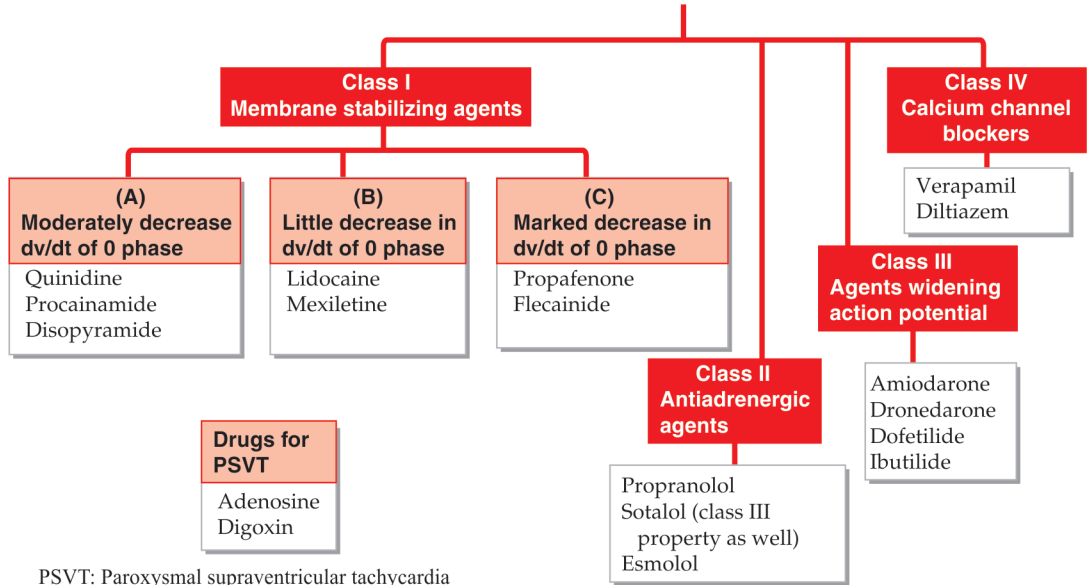 Class I
Membrane stabilizing agents
(A)
Moderately decrease
dv/dt of 0 phase
Quinidine
Procainamide
Disopyramide
(B)
Little decrease in
dv/dt of 0 phase
Lidocaine
Mexiletine
(C)
Marked decrease in
dv/dt of 0 phase
Propafenone
Flecainide
Class II
Antiadrenergic
agents
Propranolol
Sotalol (class III
property as well)
Esmolol
Class III
Agents widening
action potential
Amiodarone
Dronedarone
Dofetilide
Ibutilide
Class IV
Calcium channel
blockers
Verapamil
Diltiazem
Drugs for
PSVT
Adenosine
Digoxin
PSVT: Paroxysmal supraventricular tachycardia